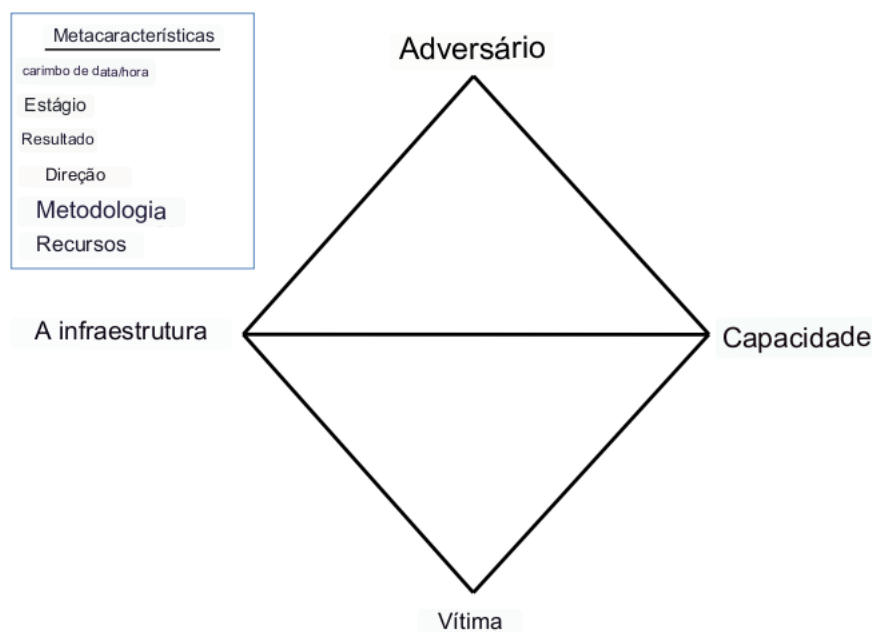 Metacaracterísticas
carimbo de data/hora
Estágio
Resultado
Direção
Metodologia
Recursos
Adversário
A infraestrutura
Capacidade
Vítima